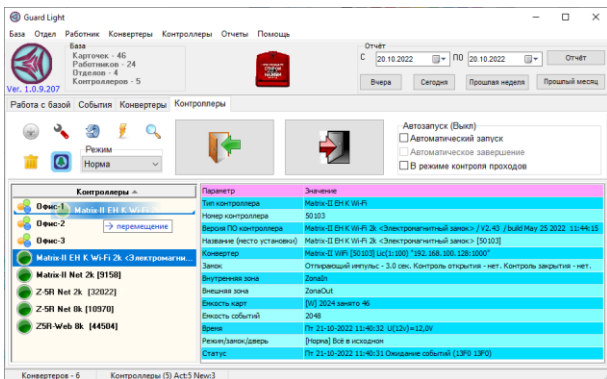 Guard Light
База Отдел Работник Конвертеры Контроллеры Отчеты Помощь
База
Карточек - 46
Работников - 24
Отделов - 4
Контроллеров - 5
Ver. 1.0.9.207
Отчёт
С 20.10.2022 ПО 20.10.2022 Отчёт
Вчера Сегодня Прошлая неделя Прошлый месяц
Работа с базой События Конвертеры Контроллеры
Режим
Норма
Автозапуск (Выкл)
Автоматический запуск
Автоматическое завершение
В режиме контроля проходов
Контроллеры
Офис-1
Matrix-II EH K Wi-Fi
Офис-2
перемещение
Офис-3
Matrix-II EH K Wi-Fi 2k <Электромагни...
Matrix-II Net 2k [9158]
Z-5R Net 2k [32022]
Z-5R Net 8k [10970]
Z5R-Web 8k [44504]
Параметр Значение
Тип контроллера Matrix-II EH K Wi-Fi
Номер контроллера 50103
Версия ПО контроллера Matrix-II EH K Wi-Fi 2k <Электромагнитный замок> / V2.43 / build May 25 2022 11:44:15
Название (место установки) Matrix-II EH K Wi-Fi 2k <Электромагнитный замок> [50103]
Конвертер Matrix-II WiFi [50103] Lic(1:100) "192.168.100.128:1000"
Замок Отпирающий импульс - 3.0 сек. Контроль открытия - нет. Контроль закрытия - нет.
Внутренняя зона ZonaIn
Внешняя зона ZonaOut
Емкость карт [W] 2024 занято 46
Емкость событий 2048
Время Пт 21-10-2022 11:40:32 U(12v)=12,0V
Режим/замок/дверь [Норма] Всё в исходном
Статус Пт 21-10-2022 11:40:31 Ожидание событий (13F0 13F0)
Конвертеров - 6 Контроллеры (5) Act:5 New:3